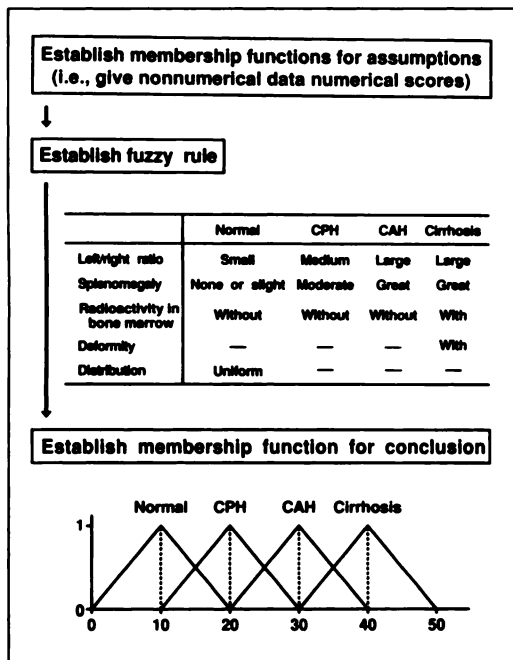 Establish membership functions for assumptions
(i.e., give nonnumerical data numerical scores)
Establish fuzzy rule
Normal CPH CAH Cirrhosis
Left/right ratio Small Medium Large Large
Splenomegaly None or slight Moderate Great Great
Radioactivity in
bone marrow Without Without Without With
Deformity — — — With
Distribution Uniform — — —
Establish membership function for conclusion
Normal CPH CAH Cirrhosis
1
0
0 10 20 30 40 50